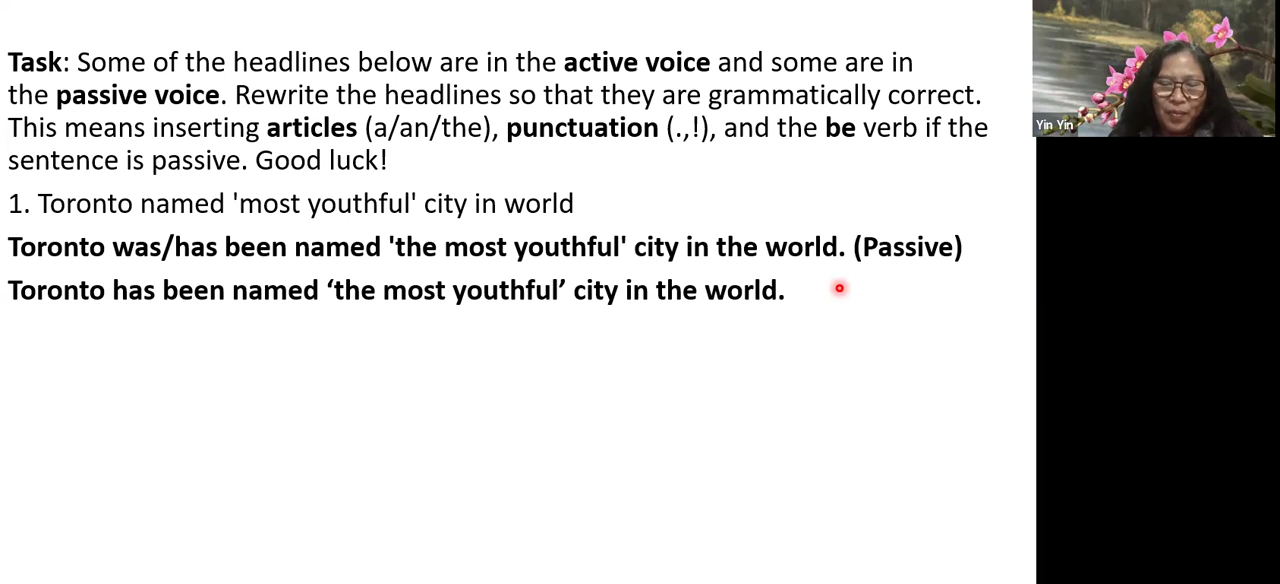 Task: Some of the headlines below are in the active voice and some are in
the passive voice. Rewrite the headlines so that they are grammatically correct.
This means inserting articles (a/an/the), punctuation (.,!), and the be verb if the
sentence is passive. Good luck!
1. Toronto named 'most youthful' city in world
Toronto was/has been named 'the most youthful' city in the world. (Passive)
Toronto has been named ‘the most youthful’ city in the world.
Yin Yin